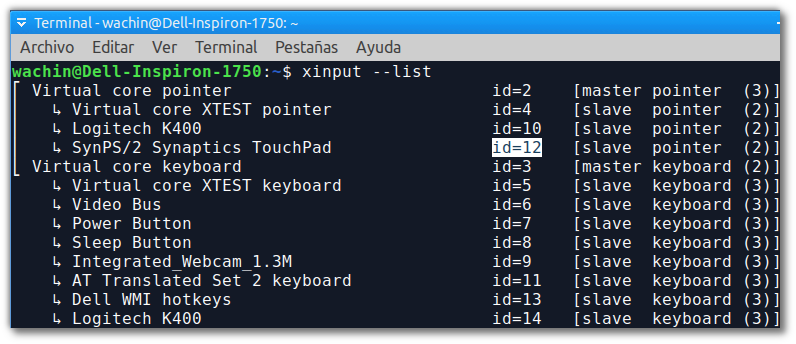 Terminal - wachin@Dell-Inspiron-1750: ~
Archivo Editar Ver Terminal Pestañas Ayuda
wachin@Dell-Inspiron-1750:~$ xinput --list
⎡ Virtual core pointer id=2 [master pointer (3)]
⎜ ↳ Virtual core XTEST pointer id=4 [slave pointer (2)]
⎜ ↳ Logitech K400 id=10 [slave pointer (2)]
⎜ ↳ SynPS/2 Synaptics TouchPad id=12 [slave pointer (2)]
⎣ Virtual core keyboard id=3 [master keyboard (2)]
↳ Virtual core XTEST keyboard id=5 [slave keyboard (3)]
↳ Video Bus id=6 [slave keyboard (3)]
↳ Power Button id=7 [slave keyboard (3)]
↳ Sleep Button id=8 [slave keyboard (3)]
↳ Integrated_Webcam_1.3M id=9 [slave keyboard (3)]
↳ AT Translated Set 2 keyboard id=11 [slave keyboard (3)]
↳ Dell WMI hotkeys id=13 [slave keyboard (3)]
↳ Logitech K400 id=14 [slave keyboard (3)]